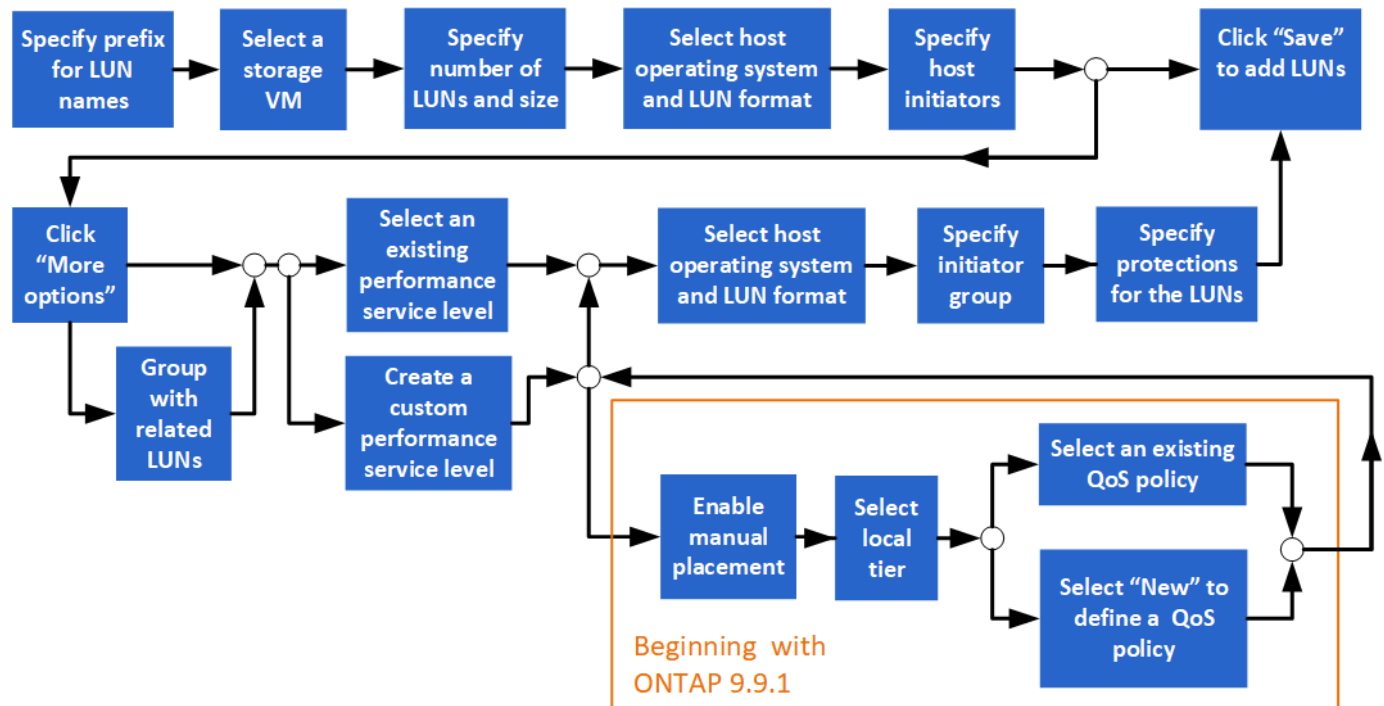 Specify prefix
for LUN
names
Select a
storage
VM
Specify
number of
LUNs and size
Select host
operating system
and LUN format
Specify
host
initiators
Click “Save”
to add LUNs
Click
“More
options”
Group
with
related
LUNs
Select an
existing
performance
service level
Create a
custom
performance
service level
Select host
operating system
and LUN format
Specify
initiator
group
Specify
protections
for the LUNs
Enable
manual
placement
Select
local
tier
Select an existing
QoS policy
Select “New” to
define a QoS
policy
Beginning with
ONTAP 9.9.1